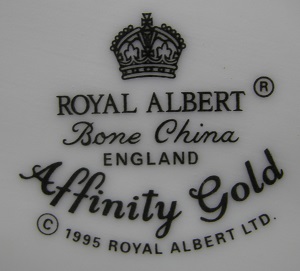 ROYAL ALBERT ®
Bone China
ENGLAND
Affinity Gold
© 1995 ROYAL ALBERT LTD.